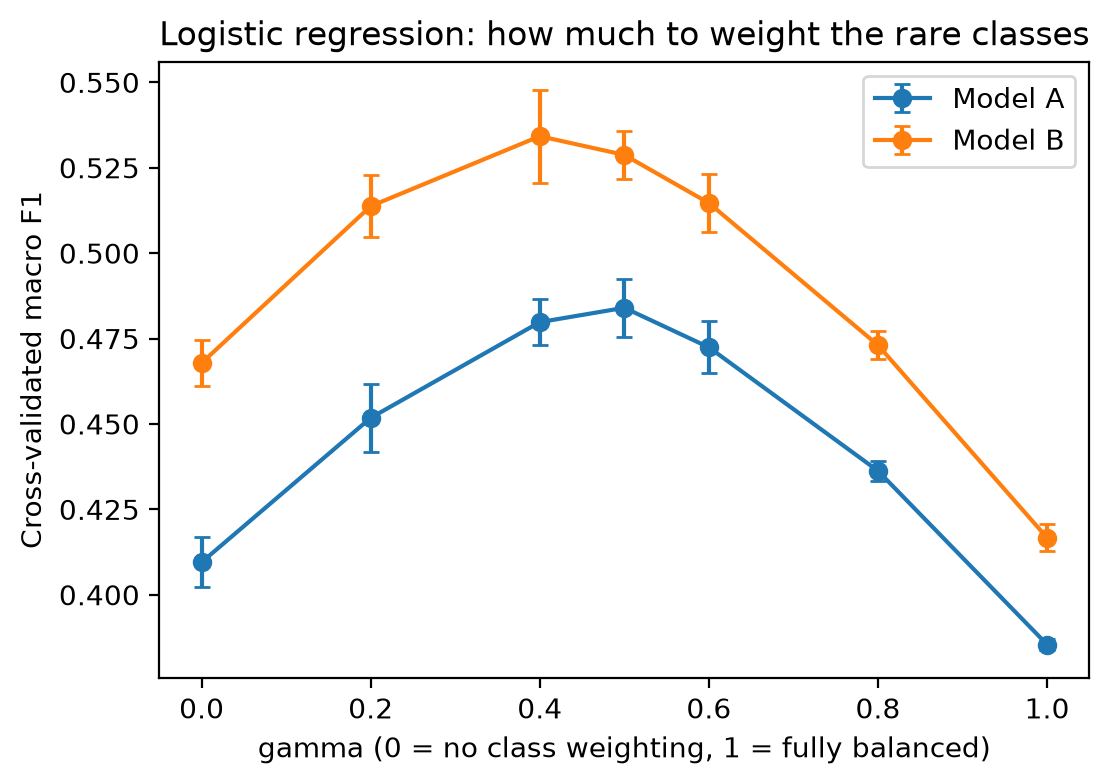 Logistic regression: how much to weight the rare classes
Model A
Model B
Cross-validated macro F1
0.550
0.525
0.500
0.475
0.450
0.425
0.400
0.0 0.2 0.4 0.6 0.8 1.0
gamma (0 = no class weighting, 1 = fully balanced)